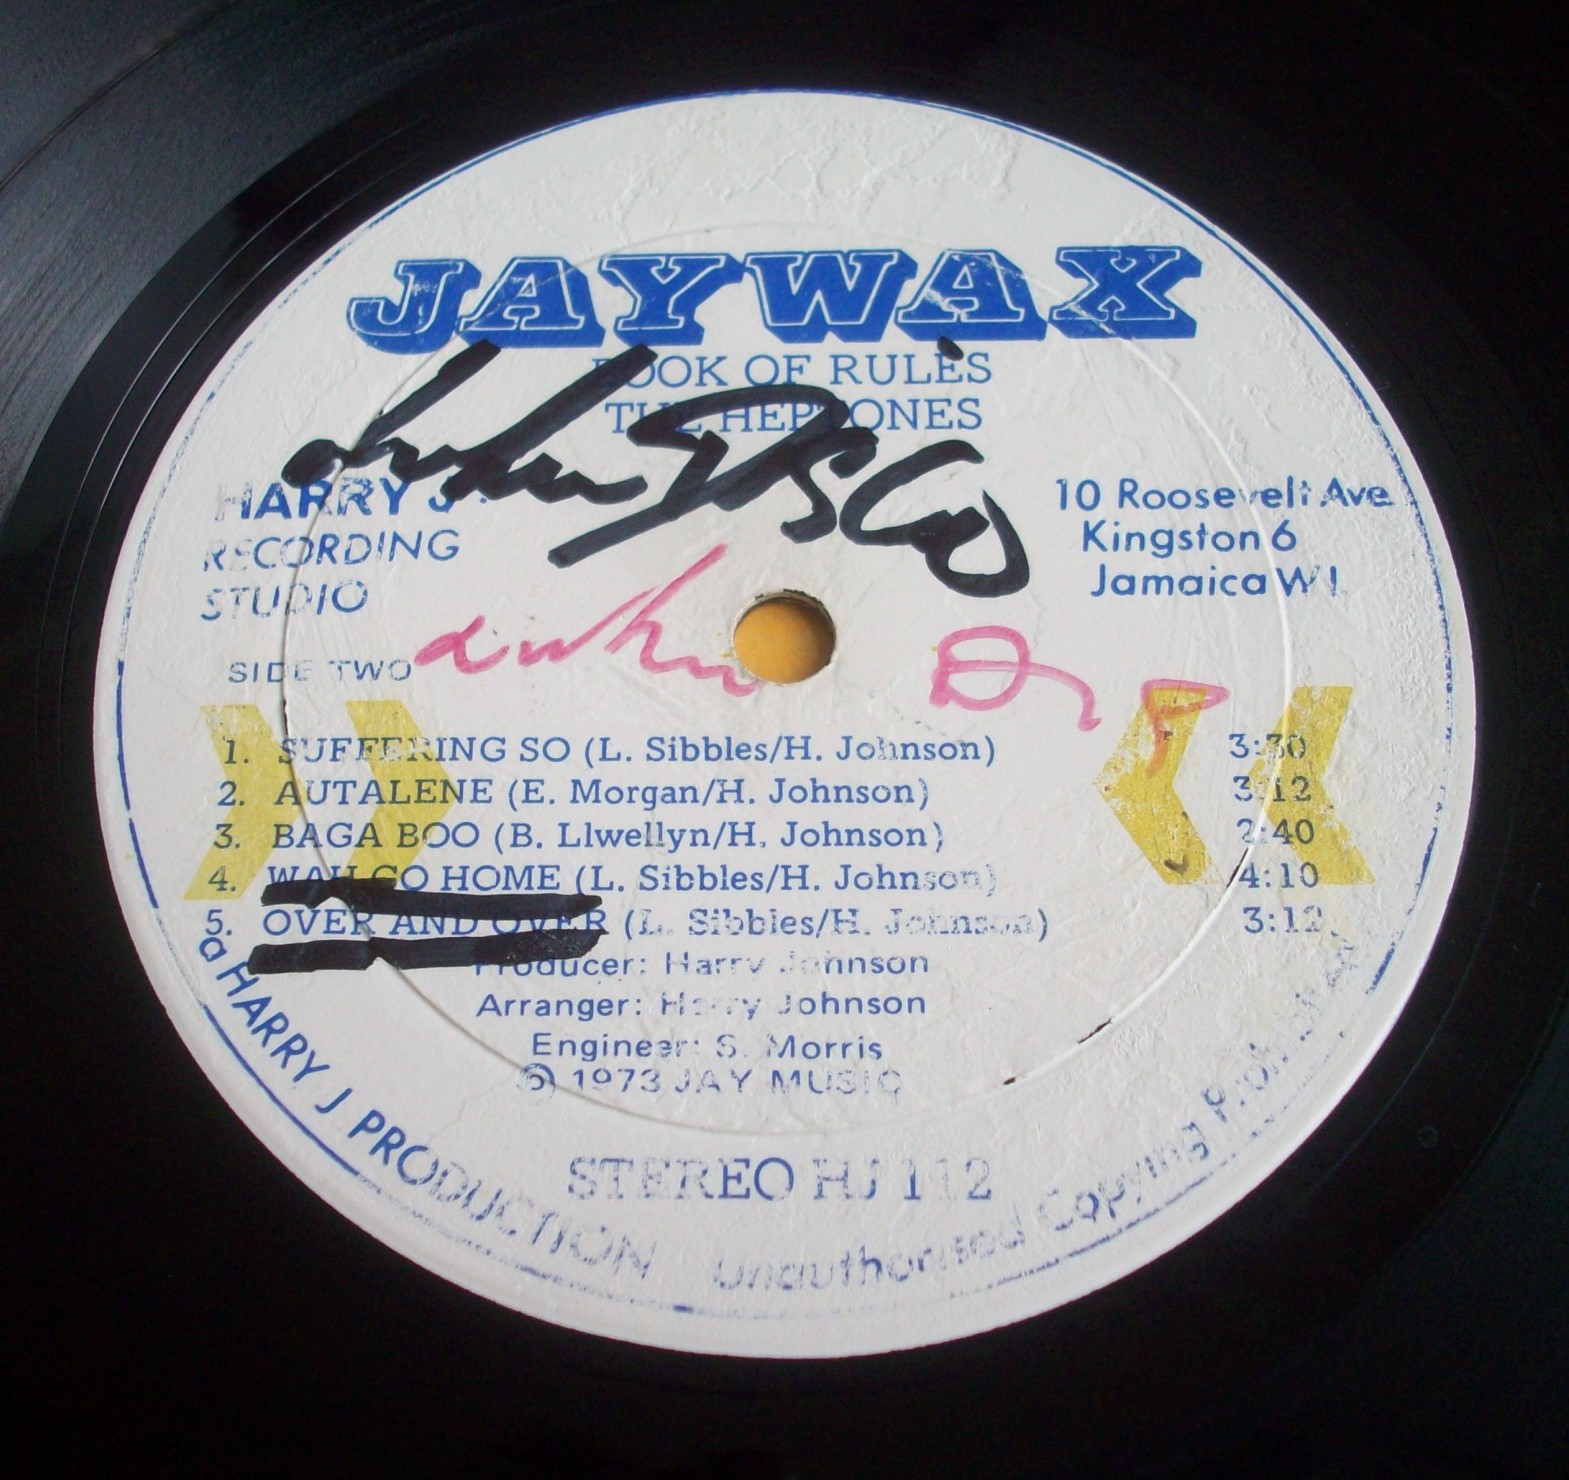 JAYWAX
BOOK OF RULES
THE HEPTONES
HARRY J
RECORDING
STUDIO
10 Roosevelt Ave
Kingston 6
Jamaica W I.
SIDE TWO
1. SUFFERING SO (L. Sibbles/H. Johnson) 3:30
2. AUTALENE (E. Morgan/H. Johnson) 3:12
3. BAGA BOO (B. Llwellyn/H. Johnson) 2:40
4. WAH GO HOME (L. Sibbles/H. Johnson) 4:10
5. OVER AND OVER (L. Sibbles/H. Johnson) 3:12
Producer: Harry Johnson
Arranger: Harry Johnson
Engineer: S. Morris
© 1973 JAY MUSIC
STEREO HJ 112
a HARRY J PRODUCTION Unauthorised Copying Prohibited